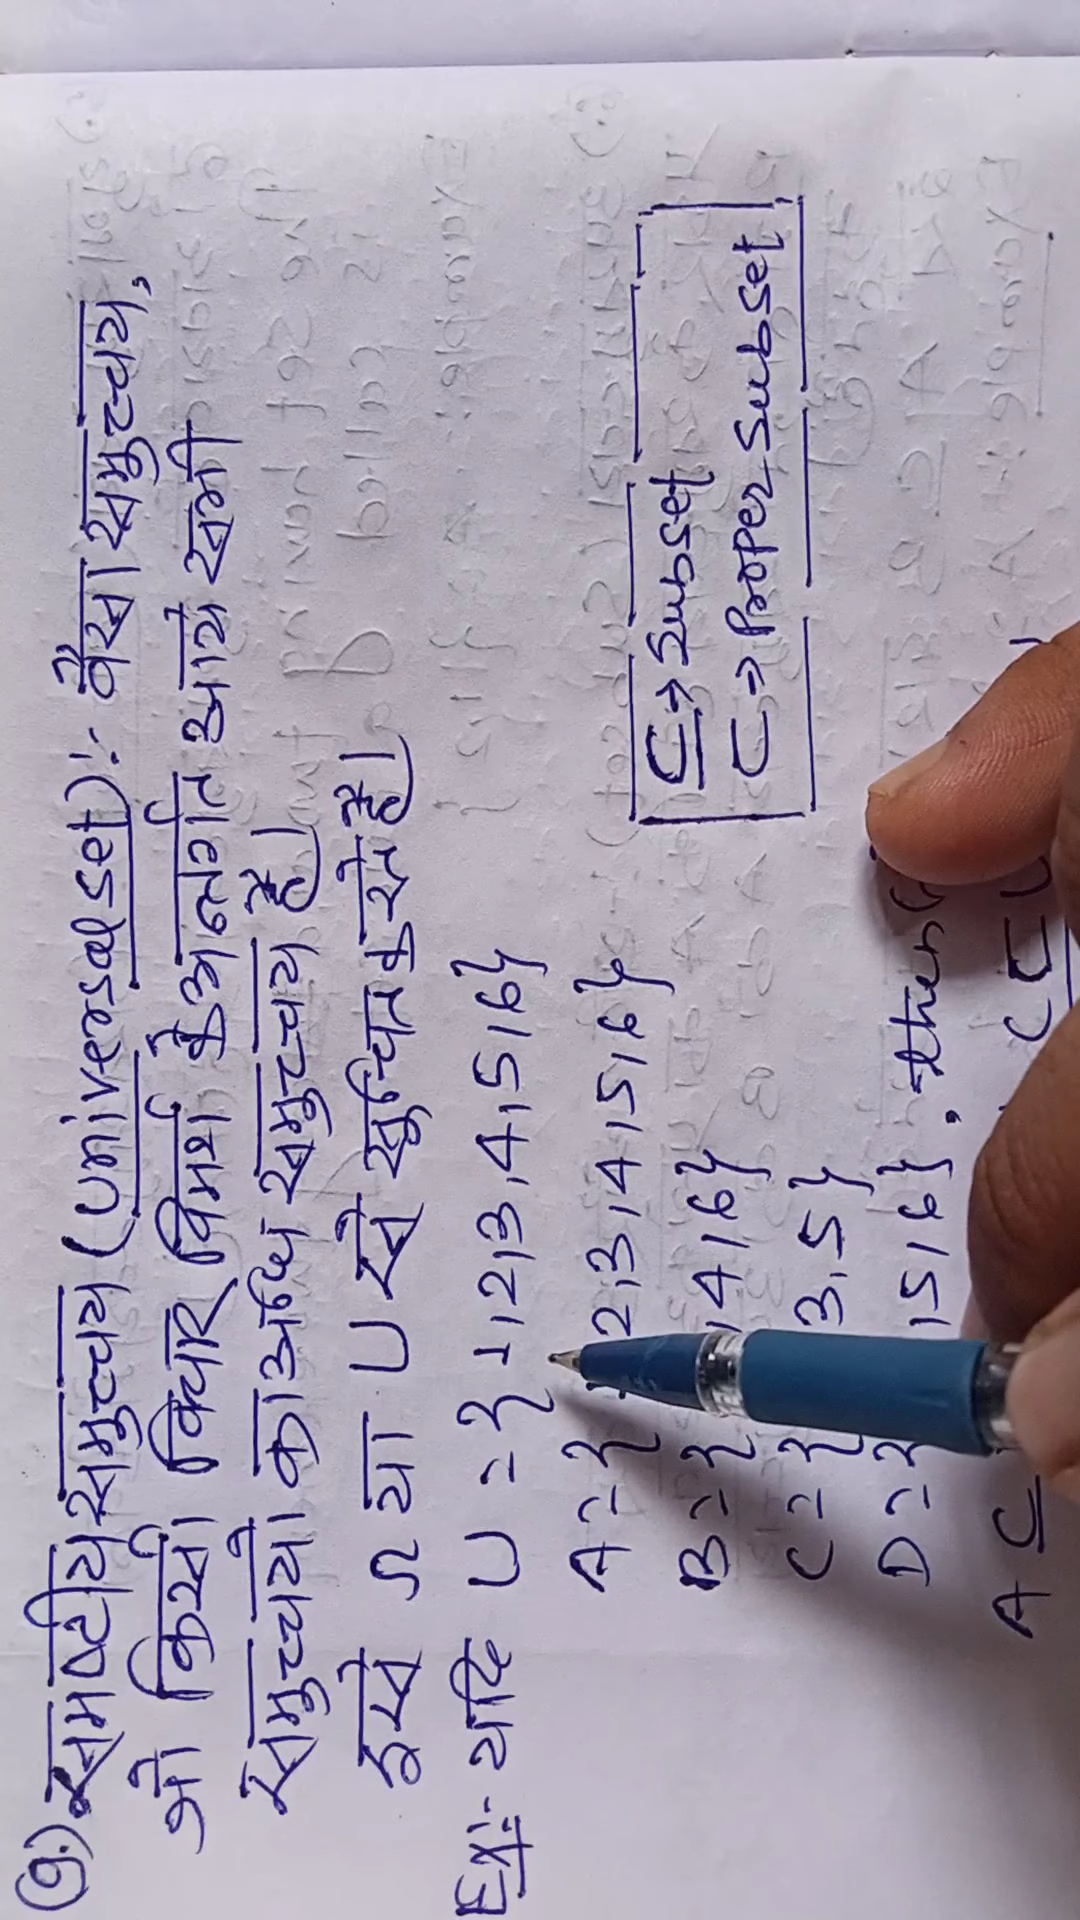 (9.) समष्टीय समुच्चय (Universal set):- वैसा समुच्चय,
जो किसी विचार विमर्श के अन्तर्गत आये सभी
समुच्चयो का अधि समुच्चय है।
इसे Ω या U से सुचित करते है।
Ex:- यदि U = {1,2,3,4,5,6}
A = { 2,3,4,5,6}
B = { ,4,6}
C = { 3,5}
D = { ,5,6}. then
A ⊆
⊆ → Subset
⊂ → Proper Subset